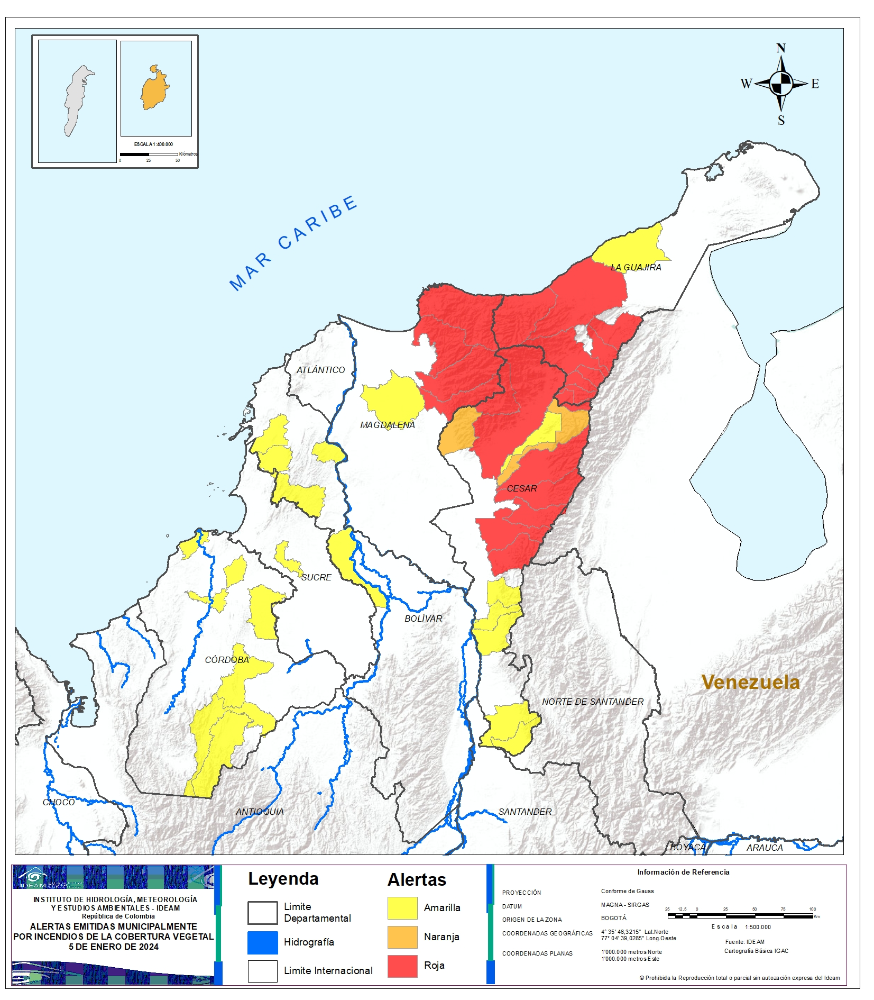 N
W
E
S
ESCALA 1:400.000
Kilómetros
0 25 50
MAR CARIBE
LA GUAJIRA
ATLÁNTICO
MAGDALENA
CESAR
SUCRE
BOLÍVAR
CÓRDOBA
Venezuela
NORTE DE SANTANDER
CHOCÓ
ANTIOQUIA
SANTANDER
BOYACÁ
ARAUCA
IDEAM
INSTITUTO DE HIDROLOGÍA, METEOROLOGÍA
Y ESTUDIOS AMBIENTALES - IDEAM
República de Colombia
ALERTAS EMITIDAS MUNICIPALMENTE
POR INCENDIOS DE LA COBERTURA VEGETAL
5 DE ENERO DE 2024
Leyenda
Limite
Departamental
Hidrografía
Limite Internacional
Alertas
Amarilla
Naranja
Roja
Información de Referencia
PROYECCIÓN Conforme de Gauss
DATUM MAGNA - SIRGAS
ORIGEN DE LA ZONA BOGOTÁ
COORDENADAS GEOGRÁFICAS 4° 35' 46,3215" Lat.Norte
77° 04' 39,0285" Long.Oeste
COORDENADAS PLANAS 1'000.000 metros Norte
1'000.000 metros Este
25 12,5 0 25 50 75 100
Km
Escala 1:500.000
Fuente: IDEAM
Cartografía Básica IGAC
© Prohibida la Reproducción total o parcial sin autozación expresa del Ideam